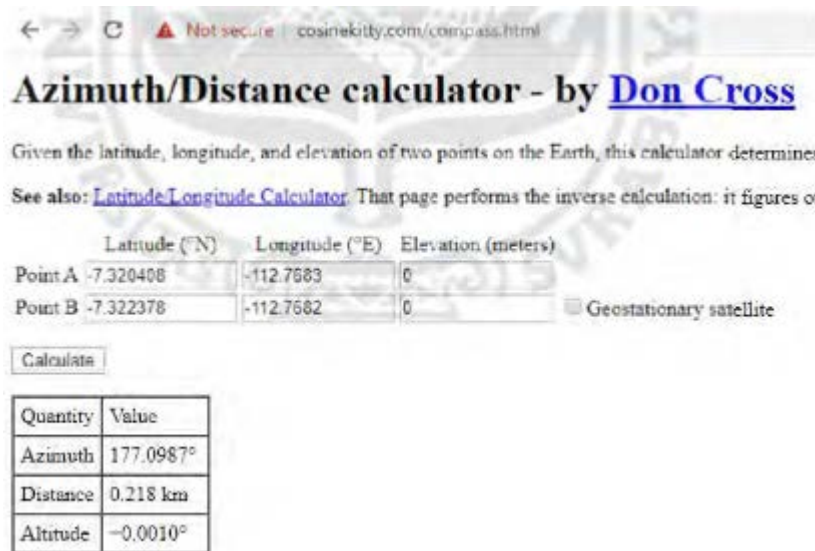 Not secure cosinekitty.com/compass.html
Azimuth/Distance calculator - by Don Cross
Given the latitude, longitude, and elevation of two points on the Earth, this calculator determine
See also: Latitude/Longitude Calculator. That page performs the inverse calculation: it figures o
Latitude (°N) Longitude (°E) Elevation (meters)
Point A -7.320408 -112.7683 0
Point B -7.322378 -112.7682 0 Geostationary satellite
Calculate
Quantity Value
Azimuth 177.0987°
Distance 0.218 km
Altitude −0.0010°